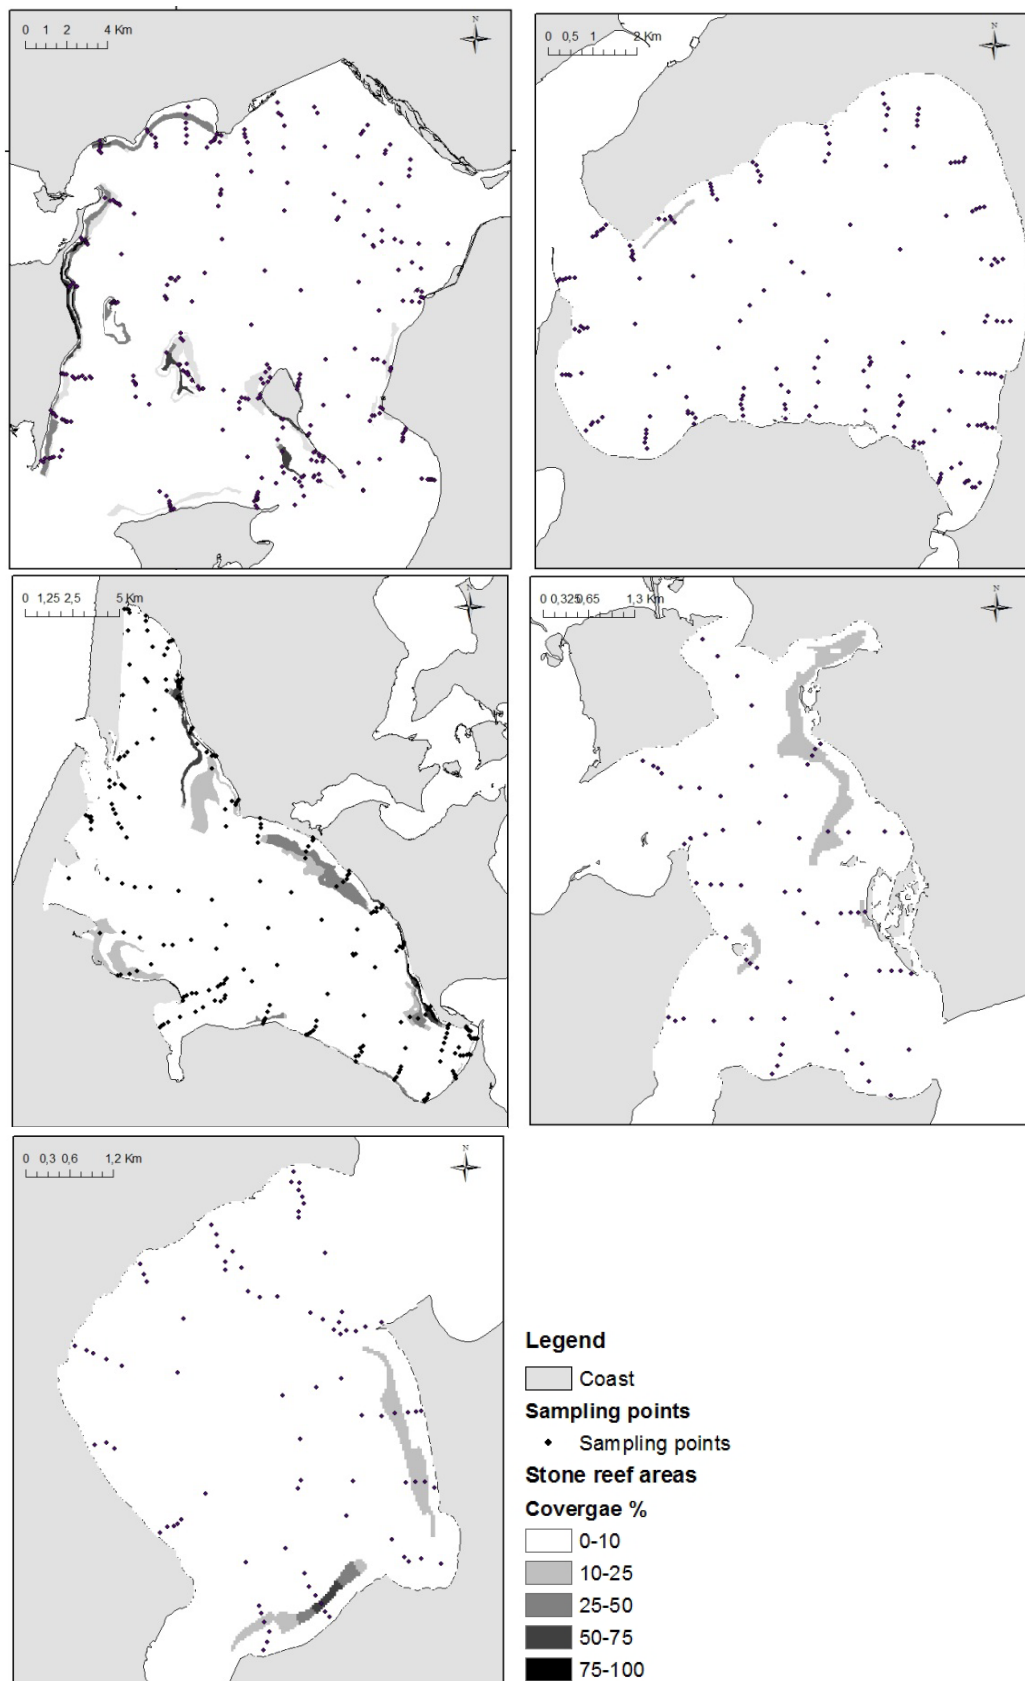 N
0 1 2 4 Km
N
0 0,5 1 2 Km
N
0 1,25 2,5 5 Km
N
0 0,325 0,65 1,3 Km
N
0 0,3 0,6 1,2 Km
Legend
Coast
Sampling points
Sampling points
Stone reef areas
Covergae %
0-10
10-25
25-50
50-75
75-100